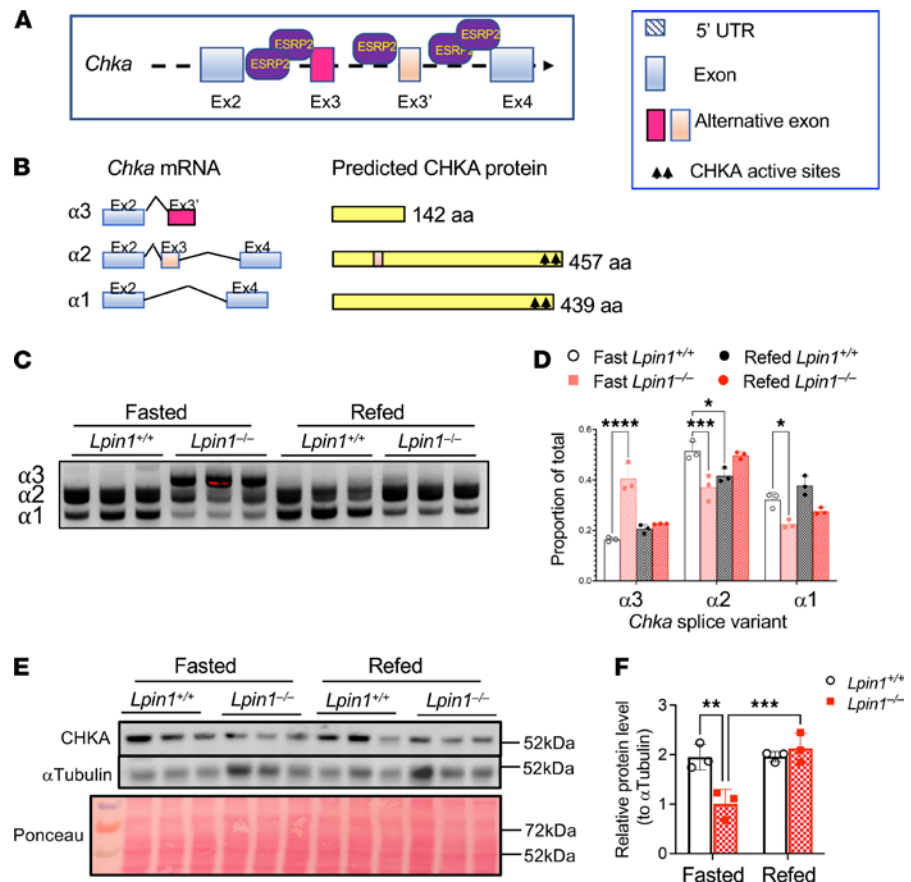 A
ESRP2
ESRP2
ESRP2
ESRP2
ESRP2
Chka
Ex2
Ex3
Ex3'
Ex4
5' UTR
Exon
Alternative exon
CHKA active sites
B
Chka mRNA
Predicted CHKA protein
α3
Ex2
Ex3'
142 aa
α2
Ex2
Ex3
Ex4
457 aa
α1
Ex2
Ex4
439 aa
C
Fasted
Refed
Lpin1+/+
Lpin1–/–
Lpin1+/+
Lpin1–/–
α3
α2
α1
D
Fast Lpin1+/+
Refed Lpin1+/+
Fast Lpin1–/–
Refed Lpin1–/–
****
***
*
*
Proportion of total
0.6
0.4
0.2
0.0
α3
α2
α1
Chka splice variant
E
Fasted
Refed
Lpin1+/+
Lpin1–/–
Lpin1+/+
Lpin1–/–
CHKA
52kDa
αTubulin
52kDa
Ponceau
72kDa
52kDa
F
Lpin1+/+
Lpin1–/–
**
***
Relative protein level
(to αTubulin)
3
2
1
0
Fasted
Refed